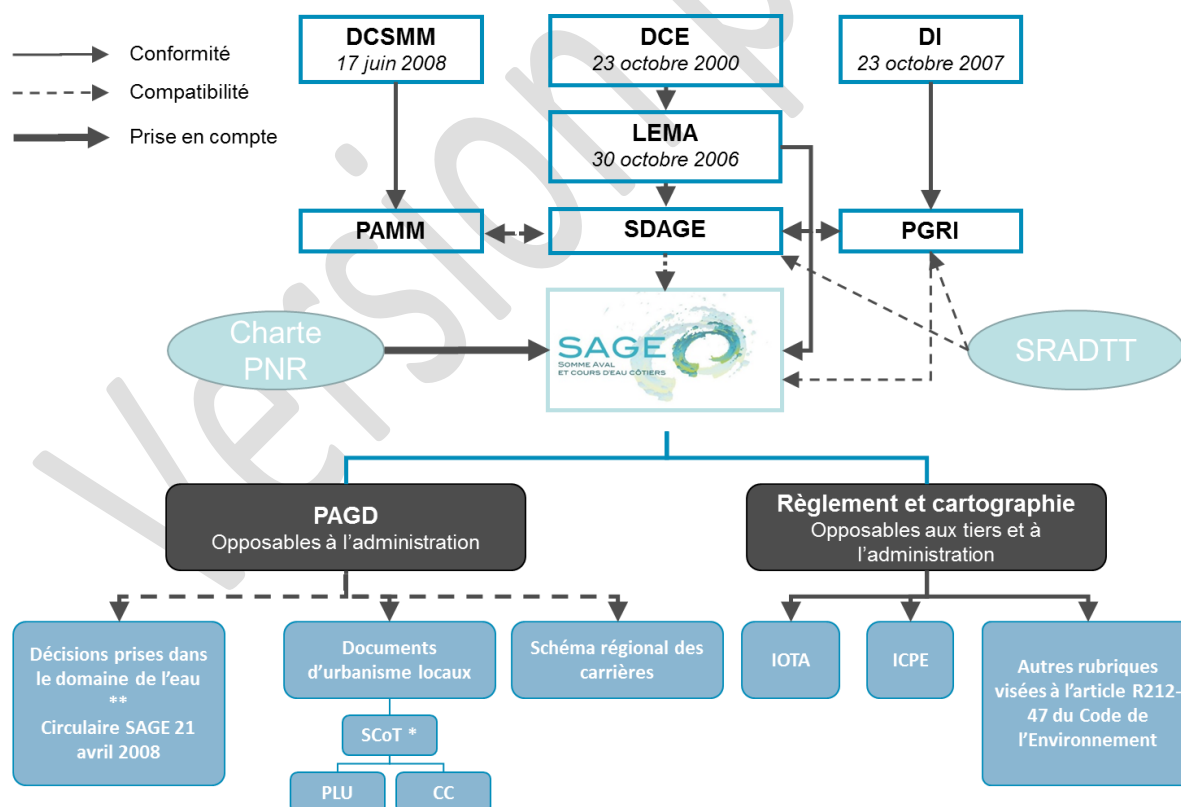 Conformité
Compatibilité
Prise en compte
DCSMM
17 juin 2008
DCE
23 octobre 2000
DI
23 octobre 2007
LEMA
30 octobre 2006
PAMM
SDAGE
PGRI
Charte
PNR
SAGE
SOMME AVAL
ET COURS D'EAU CÔTIERS
SRADTT
PAGD
Opposables à l'administration
Règlement et cartographie
Opposables aux tiers et à
l'administration
Décisions prises dans
le domaine de l'eau
**
Circulaire SAGE 21
avril 2008
Documents
d'urbanisme locaux
SCoT *
PLU
CC
Schéma régional des
carrières
IOTA
ICPE
Autres rubriques
visées à l'article R212-
47 du Code de
l'Environnement
Version p